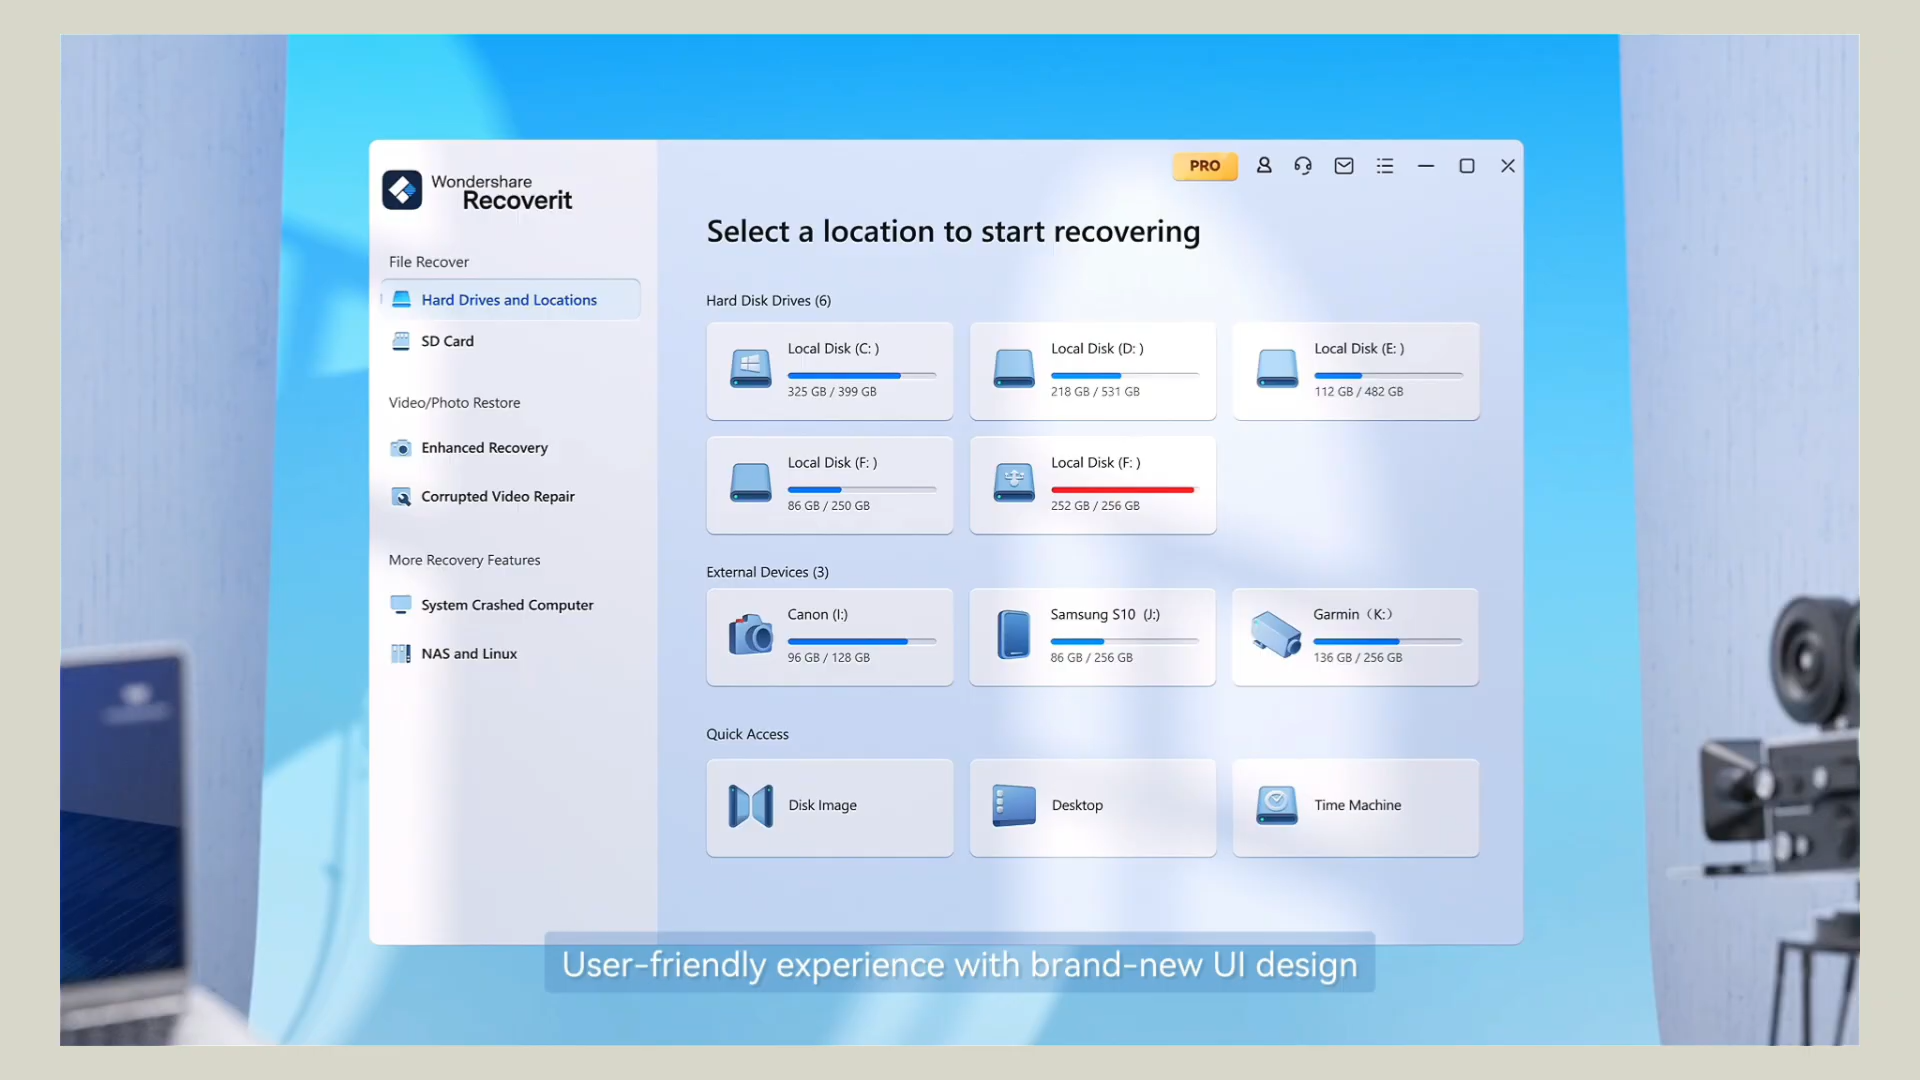 Wondershare
Recoverit
PRO
File Recover
Hard Drives and Locations
SD Card
Video/Photo Restore
Enhanced Recovery
Corrupted Video Repair
More Recovery Features
System Crashed Computer
NAS and Linux
Select a location to start recovering
Hard Disk Drives (6)
Local Disk (C: )
325 GB / 399 GB
Local Disk (D: )
218 GB / 531 GB
Local Disk (E: )
112 GB / 482 GB
Local Disk (F: )
86 GB / 250 GB
Local Disk (F: )
252 GB / 256 GB
External Devices (3)
Canon (I:)
96 GB / 128 GB
Samsung S10 (J:)
86 GB / 256 GB
Garmin（K:）
136 GB / 256 GB
Quick Access
Disk Image
Desktop
Time Machine
User-friendly experience with brand-new UI design